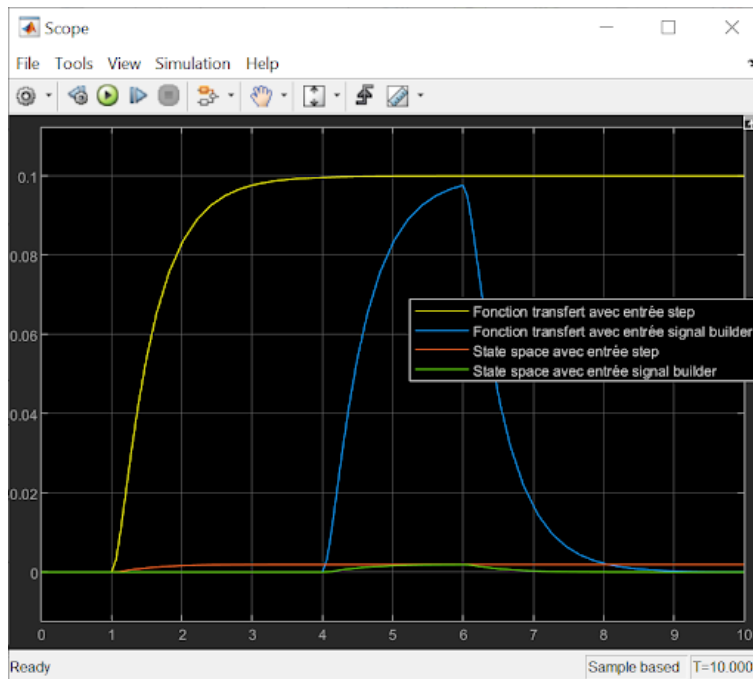 Scope
File Tools View Simulation Help
0.1
0.08
0.06
0.04
0.02
0
Fonction transfert avec entrée step
Fonction transfert avec entrée signal builder
State space avec entrée step
State space avec entrée signal builder
0 1 2 3 4 5 6 7 8 9 10
Ready Sample based T=10.000